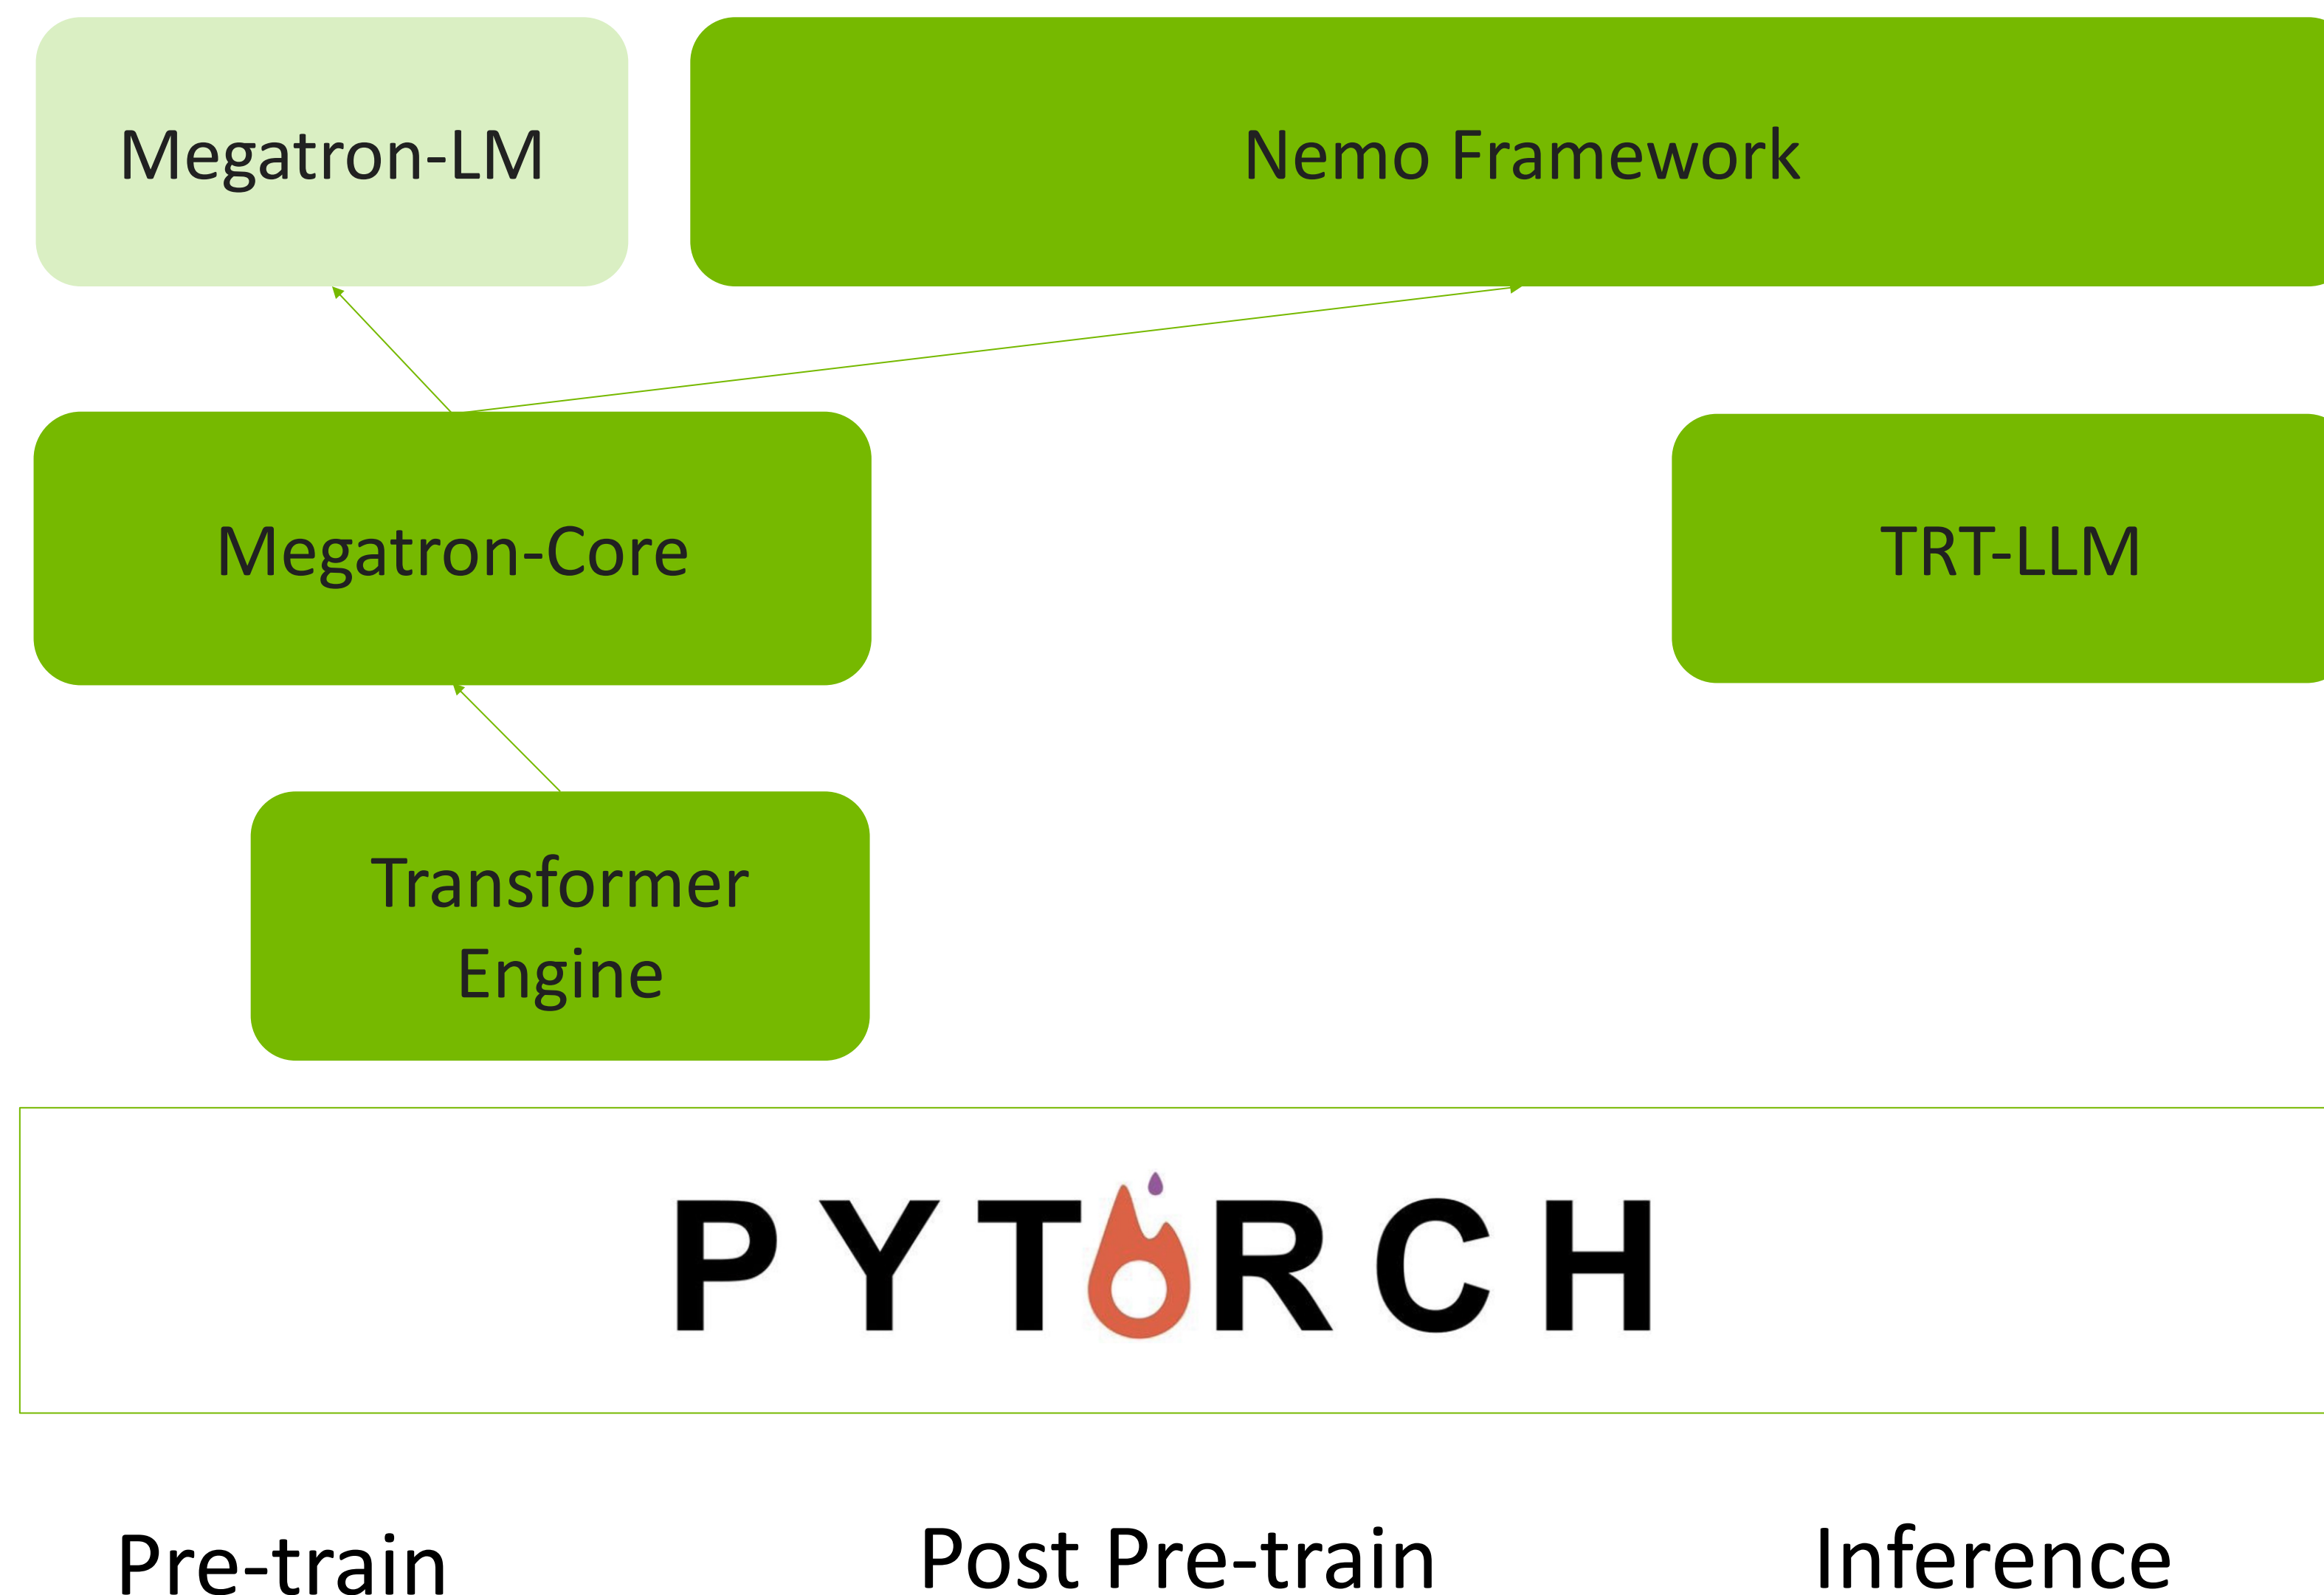 Megatron-LM
Nemo Framework
Megatron-Core
TRT-LLM
Transformer
Engine
PYTORCH
Pre-train
Post Pre-train
Inference